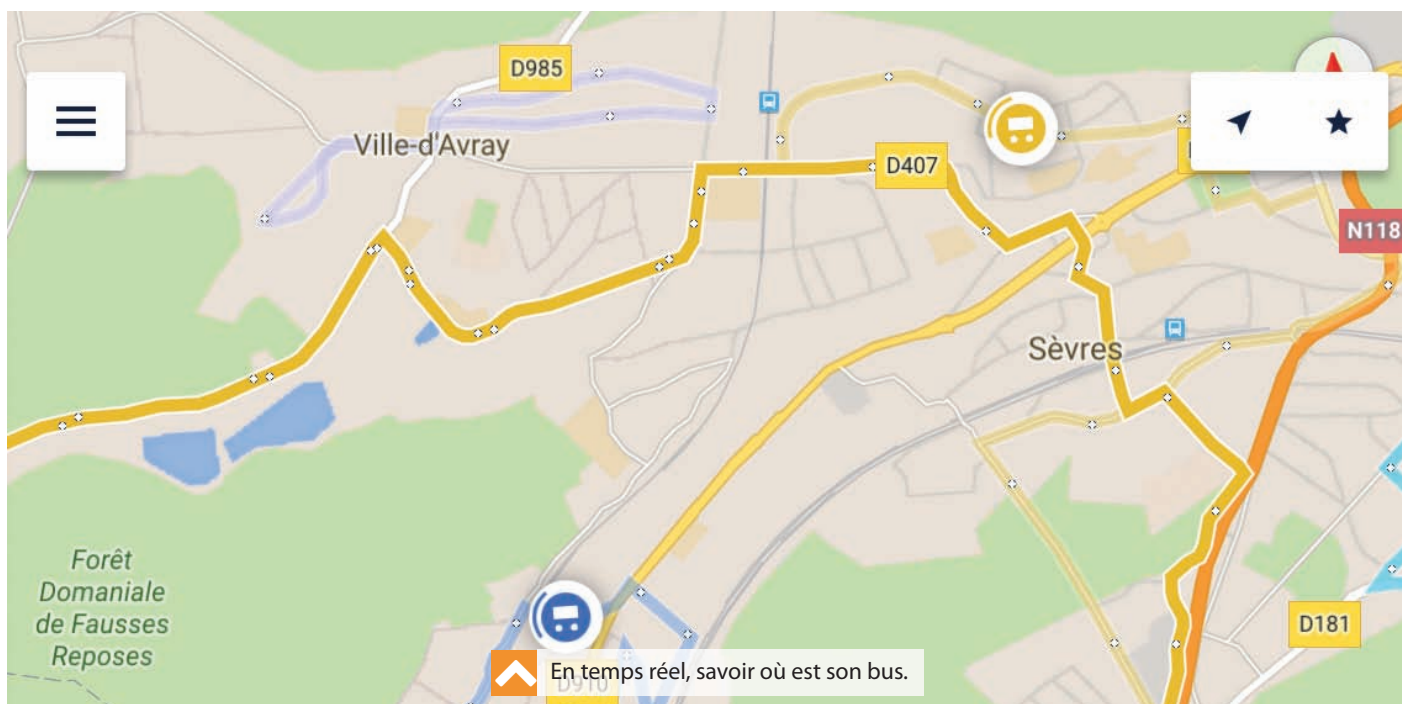 D985
Ville-d'Avray
D407
N118
Sèvres
Forêt
Domaniale
de Fausses
Reposes
D181
En temps réel, savoir où est son bus.
D910